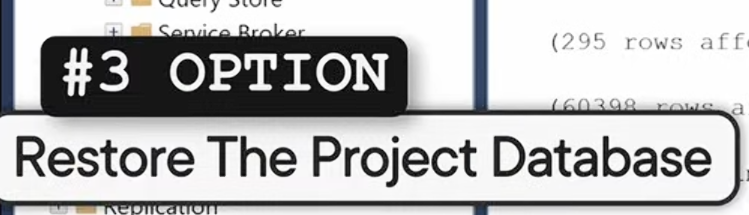 Query Store
Service Broker
(295 rows affe
#3 OPTION
(60398 rows a
Restore The Project Database
Replication